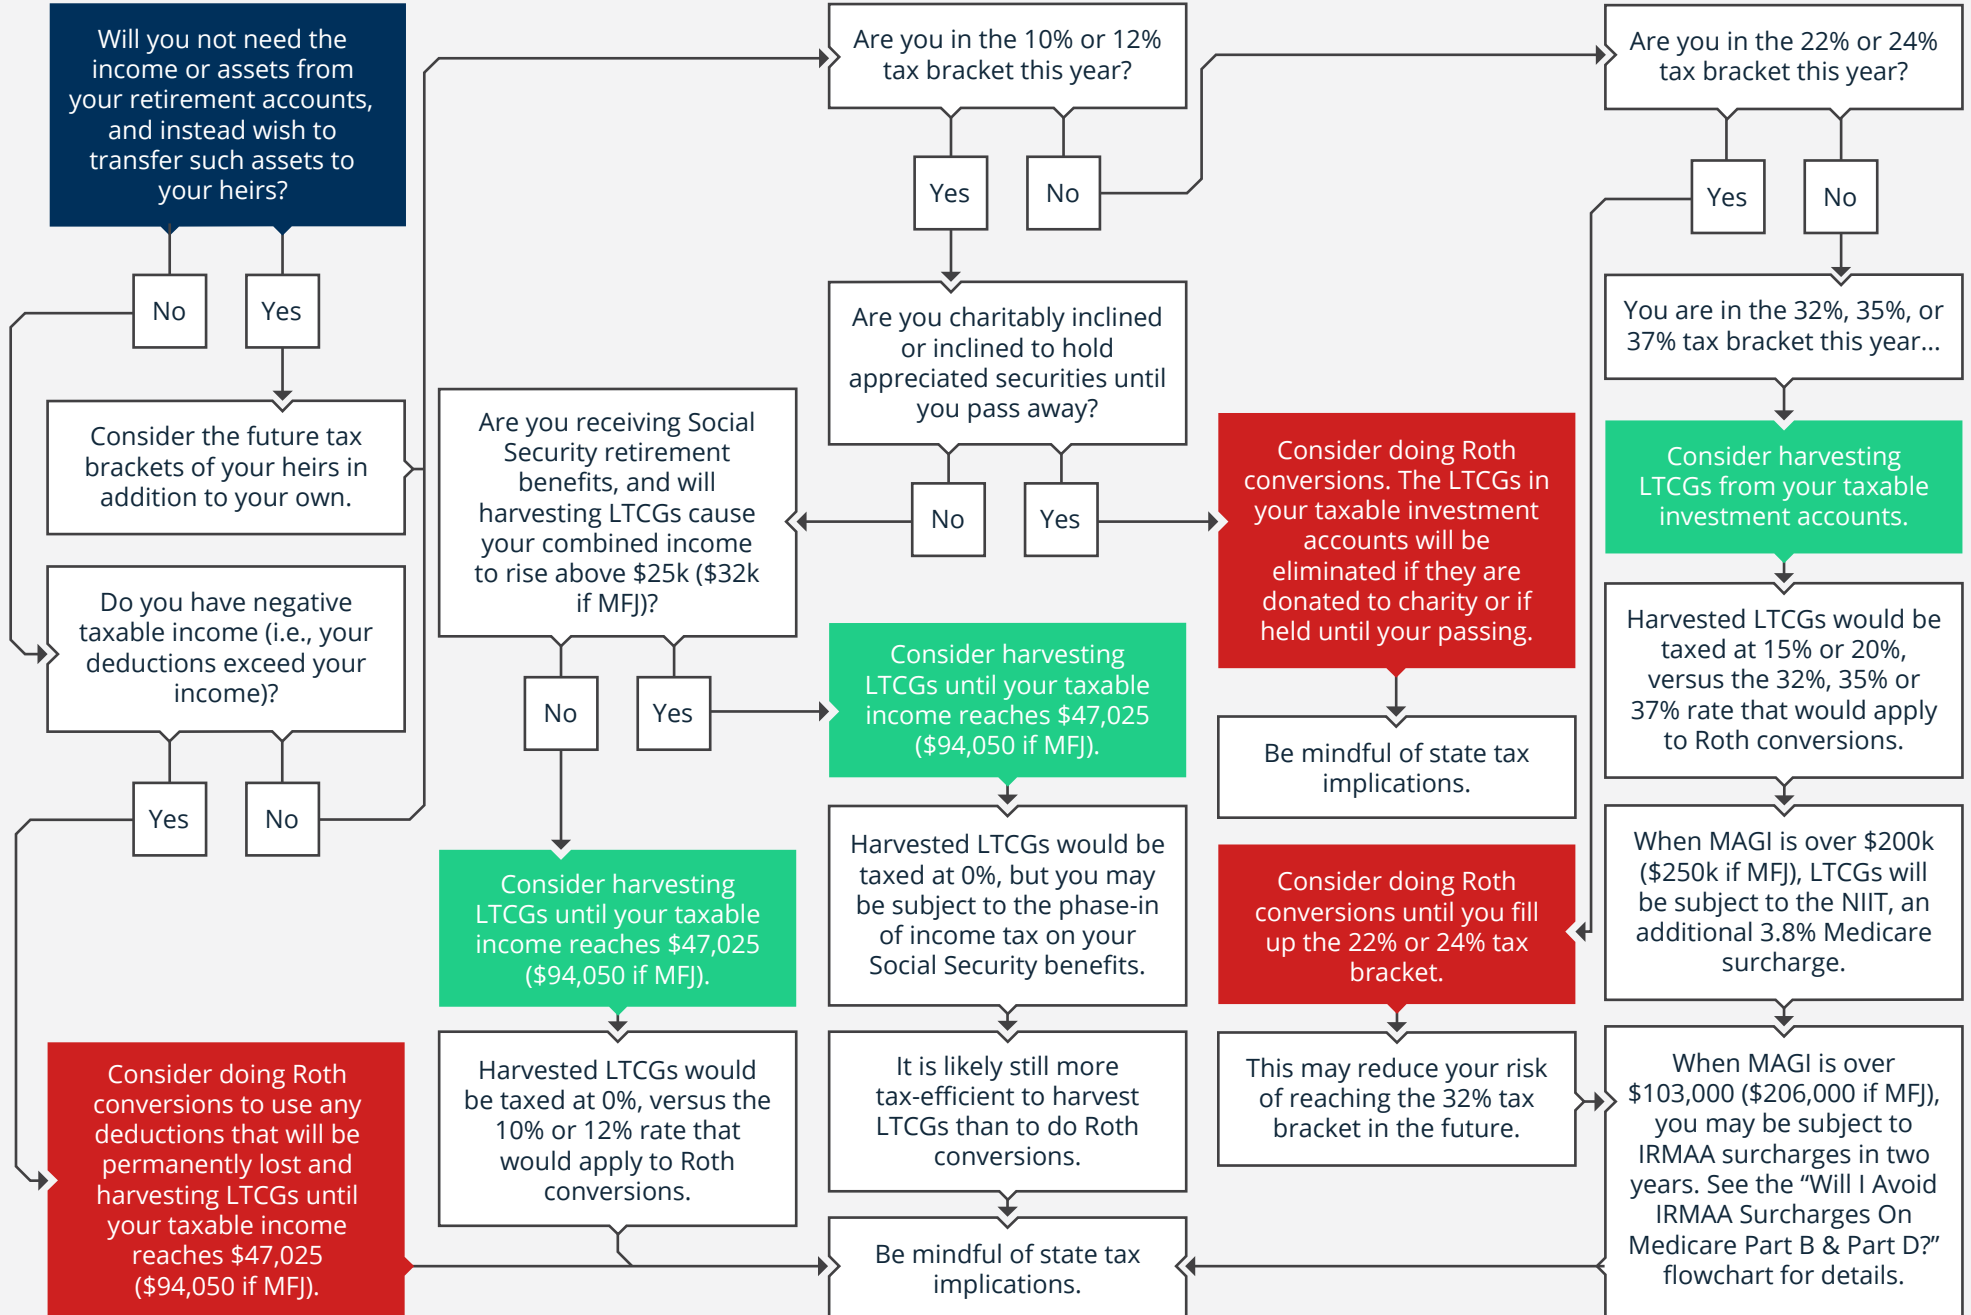 Will you not need the
income or assets from
your retirement accounts,
and instead wish to
transfer such assets to
your heirs?
No
Yes
Consider the future tax
brackets of your heirs in
addition to your own.
Do you have negative
taxable income (i.e., your
deductions exceed your
income)?
Yes
No
Consider doing Roth
conversions to use any
deductions that will be
permanently lost and
harvesting LTCGs until
your taxable income
reaches $47,025
($94,050 if MFJ).
Are you in the 10% or 12%
tax bracket this year?
Yes
No
Are you charitably inclined
or inclined to hold
appreciated securities until
you pass away?
No
Yes
Are you receiving Social
Security retirement
benefits, and will
harvesting LTCGs cause
your combined income
to rise above $25k ($32k
if MFJ)?
No
Yes
Consider harvesting
LTCGs until your taxable
income reaches $47,025
($94,050 if MFJ).
Harvested LTCGs would
be taxed at 0%, versus the
10% or 12% rate that
would apply to Roth
conversions.
Consider harvesting
LTCGs until your taxable
income reaches $47,025
($94,050 if MFJ).
Harvested LTCGs would be
taxed at 0%, but you may
be subject to the phase-in
of income tax on your
Social Security benefits.
It is likely still more
tax-efficient to harvest
LTCGs than to do Roth
conversions.
Be mindful of state tax
implications.
Consider doing Roth
conversions. The LTCGs in
your taxable investment
accounts will be
eliminated if they are
donated to charity or if
held until your passing.
Be mindful of state tax
implications.
Are you in the 22% or 24%
tax bracket this year?
Yes
No
Consider doing Roth
conversions until you fill
up the 22% or 24% tax
bracket.
This may reduce your risk
of reaching the 32% tax
bracket in the future.
You are in the 32%, 35%, or
37% tax bracket this year...
Consider harvesting
LTCGs from your taxable
investment accounts.
Harvested LTCGs would be
taxed at 15% or 20%,
versus the 32%, 35% or
37% rate that would apply
to Roth conversions.
When MAGI is over $200k
($250k if MFJ), LTCGs will
be subject to the NIIT, an
additional 3.8% Medicare
surcharge.
When MAGI is over
$103,000 ($206,000 if MFJ),
you may be subject to
IRMAA surcharges in two
years. See the “Will I Avoid
IRMAA Surcharges On
Medicare Part B & Part D?”
flowchart for details.